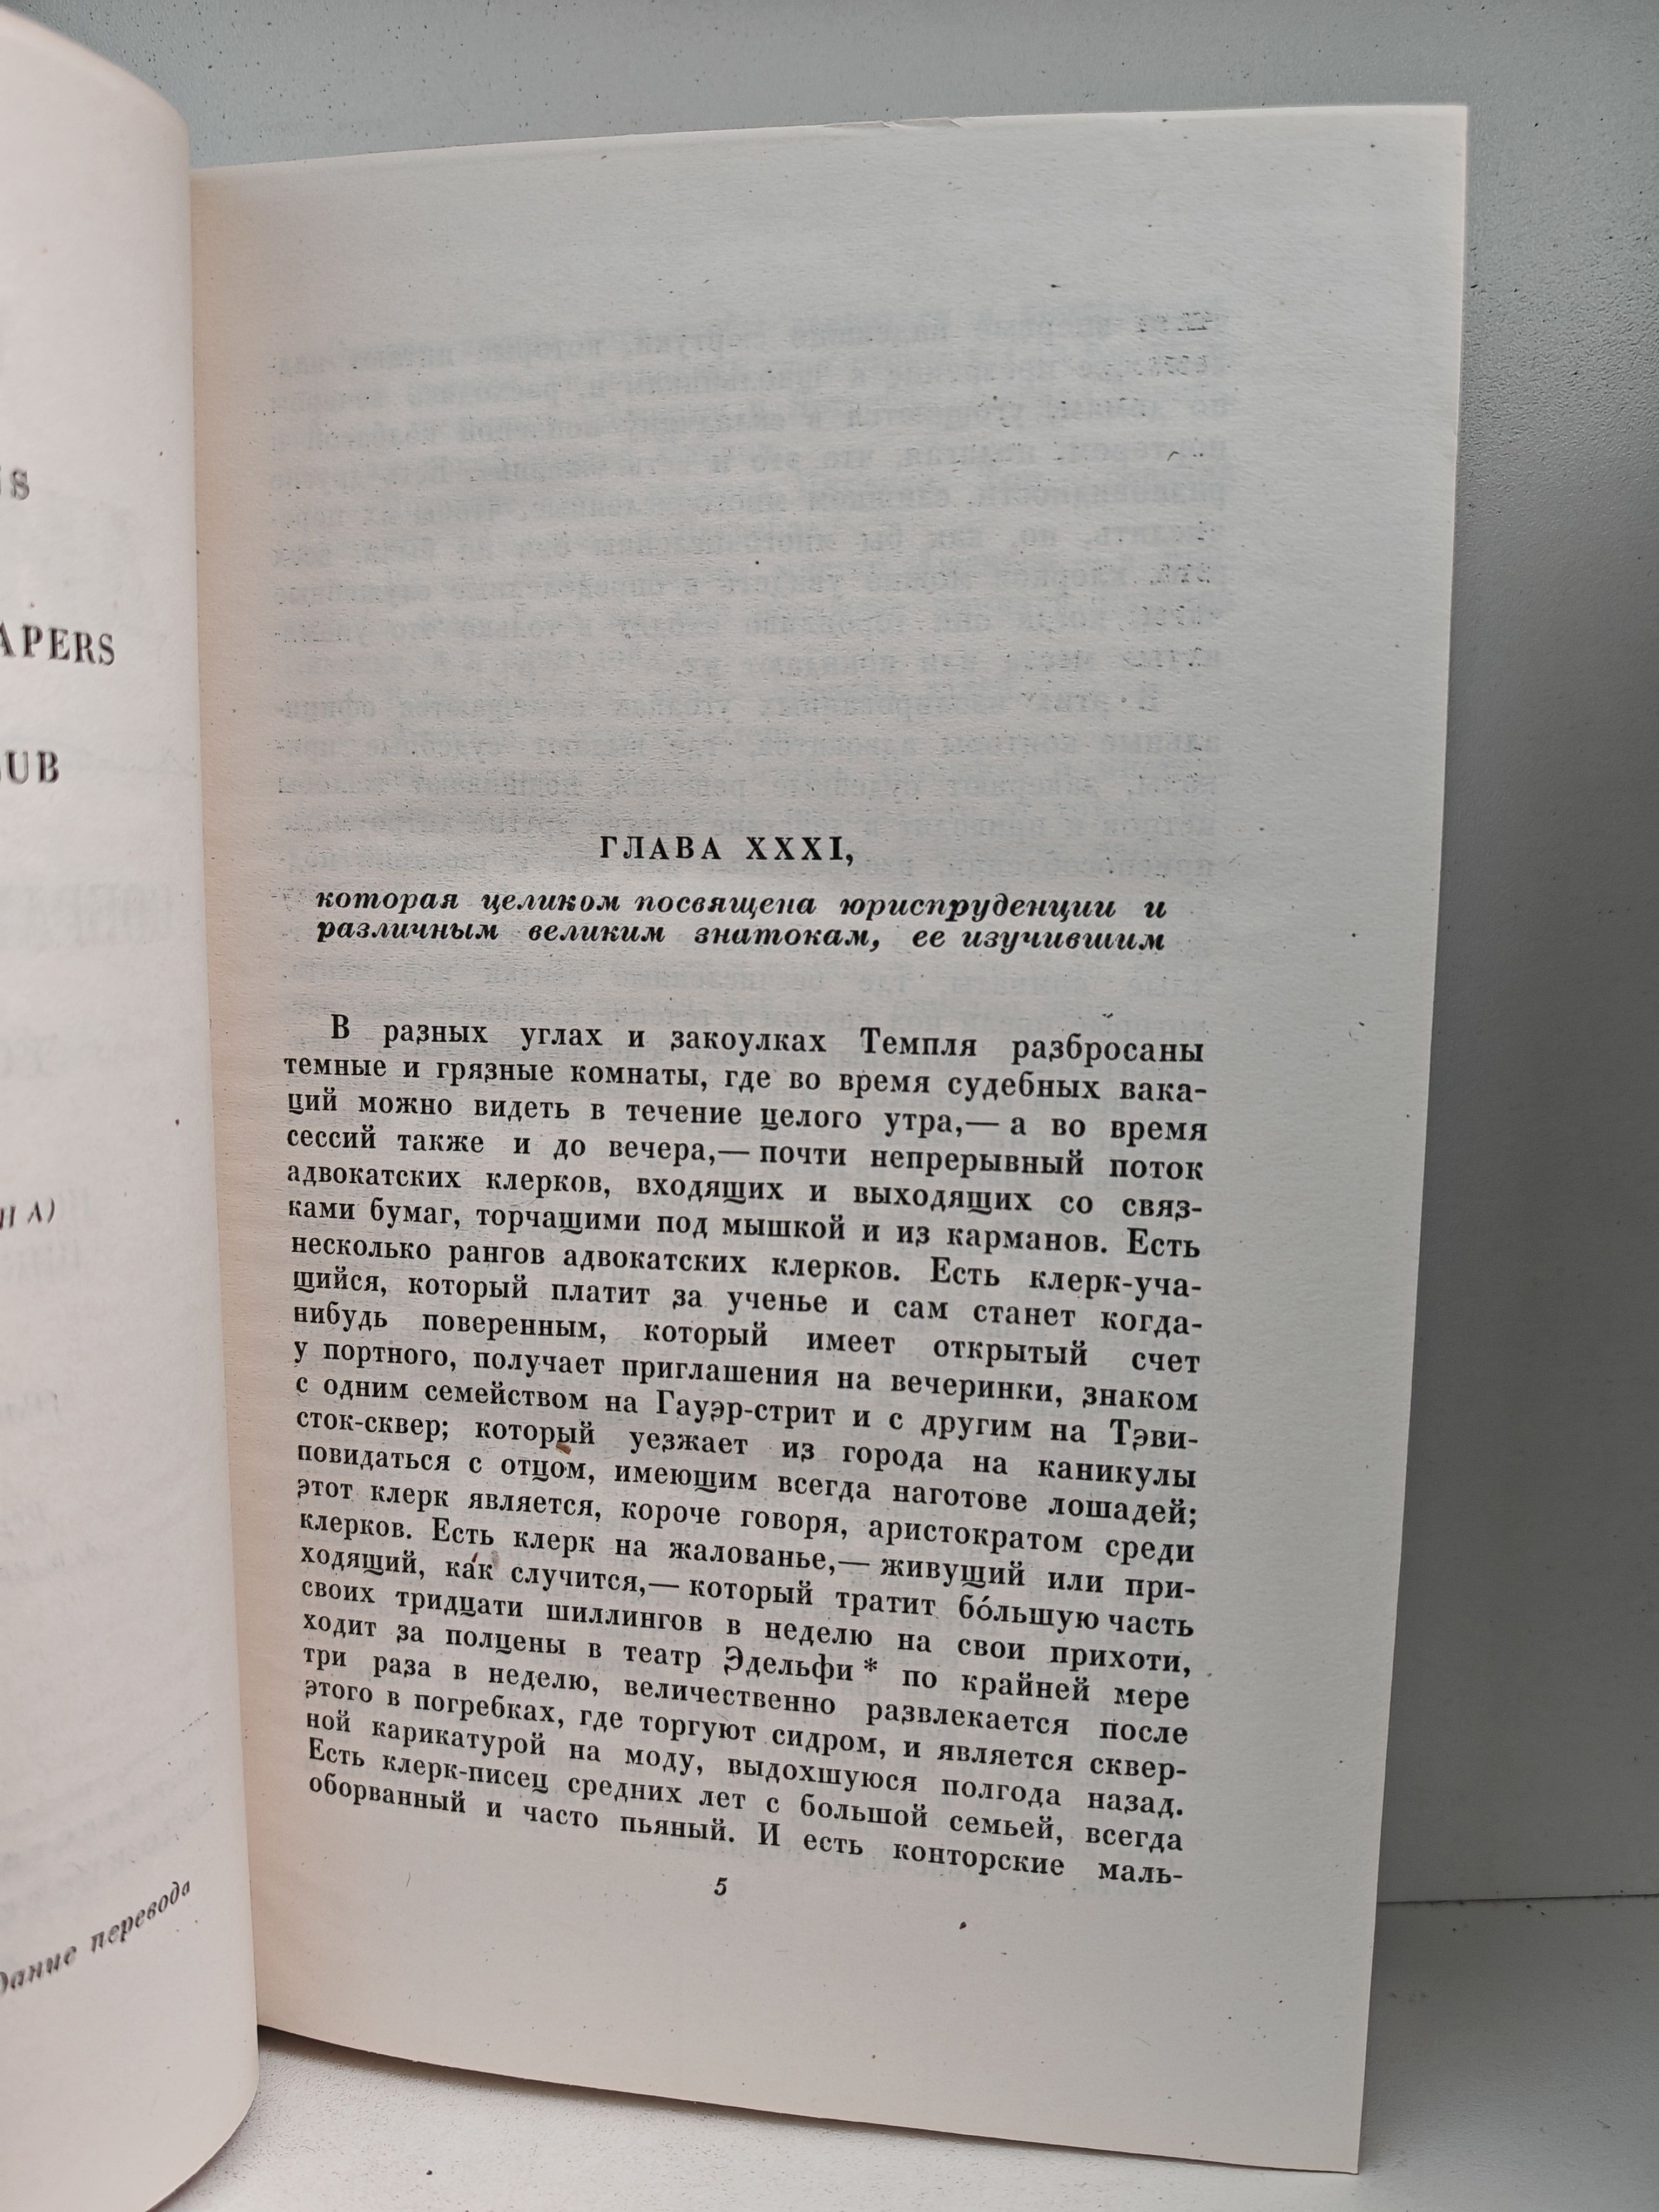 APERS
UB
ГЛАВА XXXI,
которая целиком посвящена юриспруденции и
различным великим знатокам, ее изучившим
В разных углах и закоулках Темпля разбросаны
темные и грязные комнаты, где во время судебных вака-
ций можно видеть в течение целого утра,— а во время
сессий также и до вечера,— почти непрерывный поток
адвокатских клерков, входящих и выходящих со связ-
ками бумаг, торчащими под мышкой и из карманов. Есть
несколько рангов адвокатских клерков. Есть клерк-уча-
щийся, который платит за ученье и сам станет когда-
нибудь поверенным, который имеет открытый счет
у портного, получает приглашения на вечеринки, знаком
с одним семейством на Гауэр-стрит и с другим на Тэви-
сток-сквер; который уезжает из города на каникулы
повидаться с отцом, имеющим всегда наготове лошадей;
этот клерк является, короче говоря, аристократом среди
клерков. Есть клерк на жалованье,— живущий или при-
ходящий, как случится,— который тратит бо́льшую часть
своих тридцати шиллингов в неделю на свои прихоти,
ходит за полцены в театр Эдельфи * по крайней мере
три раза в неделю, величественно развлекается после
этого в погребках, где торгуют сидром, и является сквер-
ной карикатурой на моду, выдохшуюся полгода назад.
Есть клерк-писец средних лет с большой семьей, всегда
оборванный и часто пьяный. И есть конторские маль-
5
дание перевода